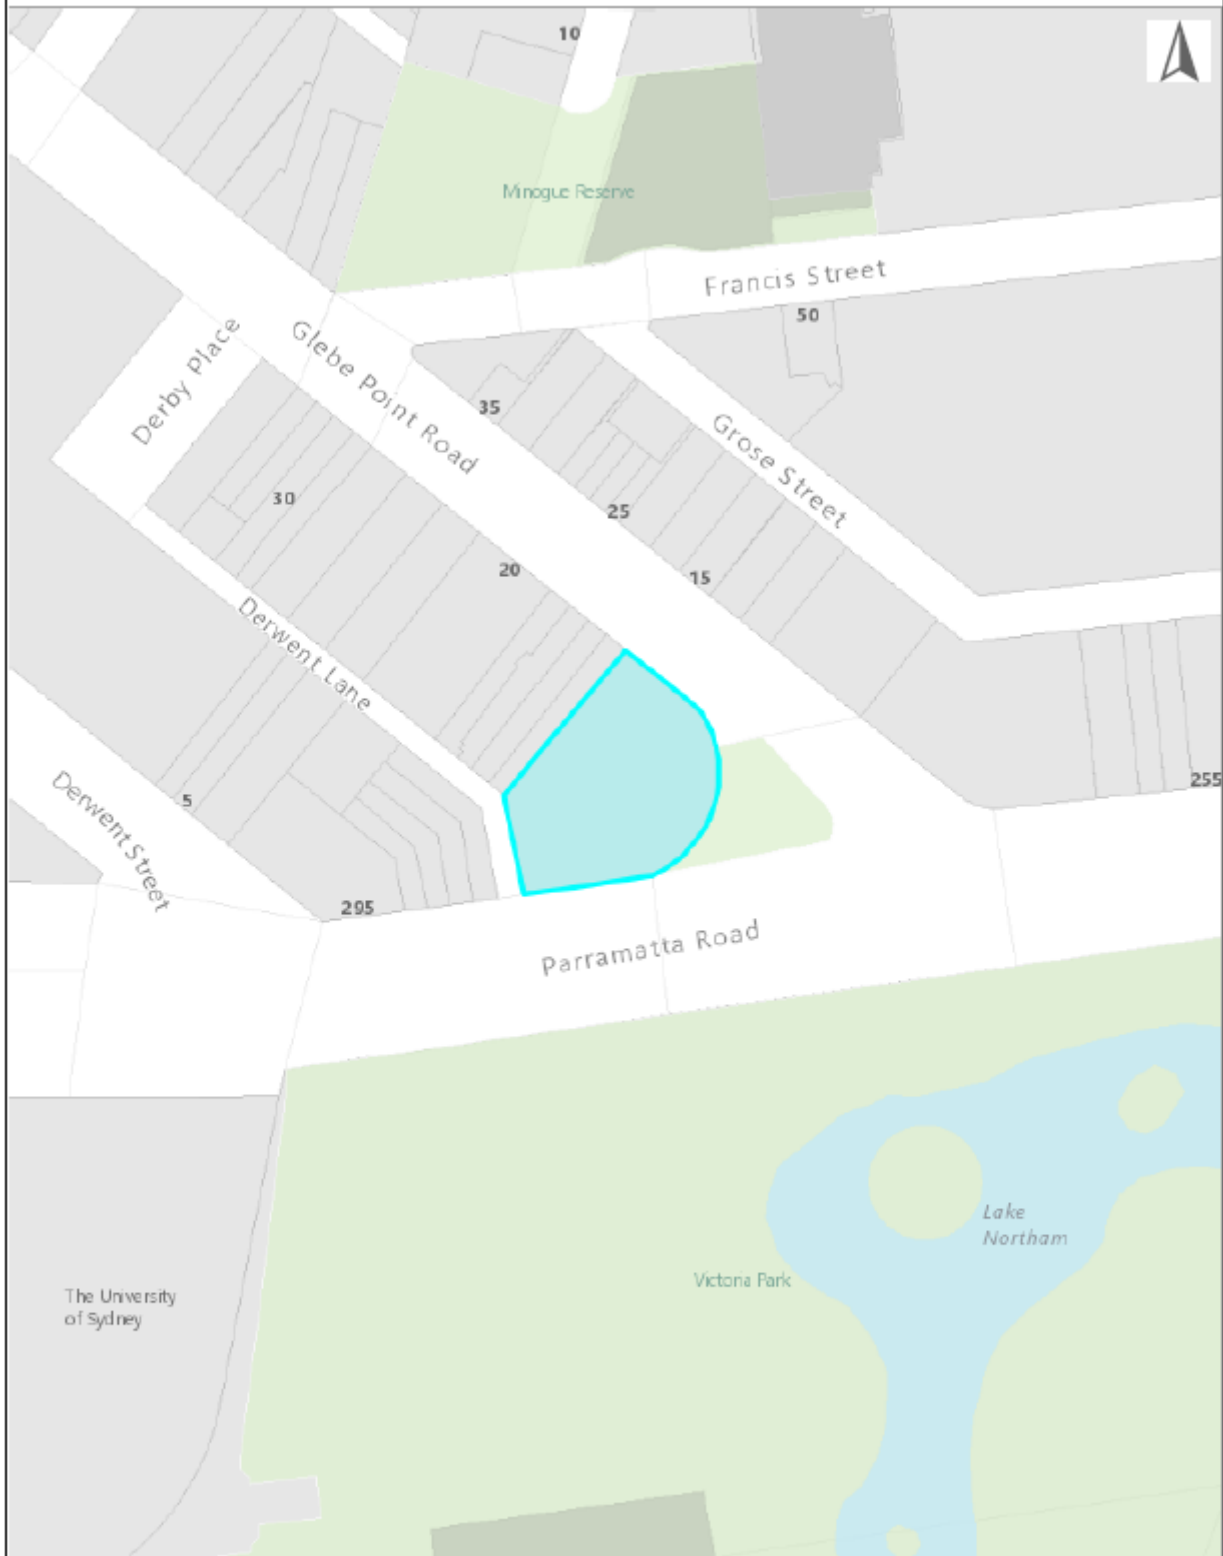 10
Minogue Reserve
Francis Street
50
Derby Place
Glebe Point Road
35
Grose Street
30
25
20
15
Derwent Lane
Derwent Street
5
255
295
Parramatta Road
Lake
Northam
Victoria Park
The University
of Sydney